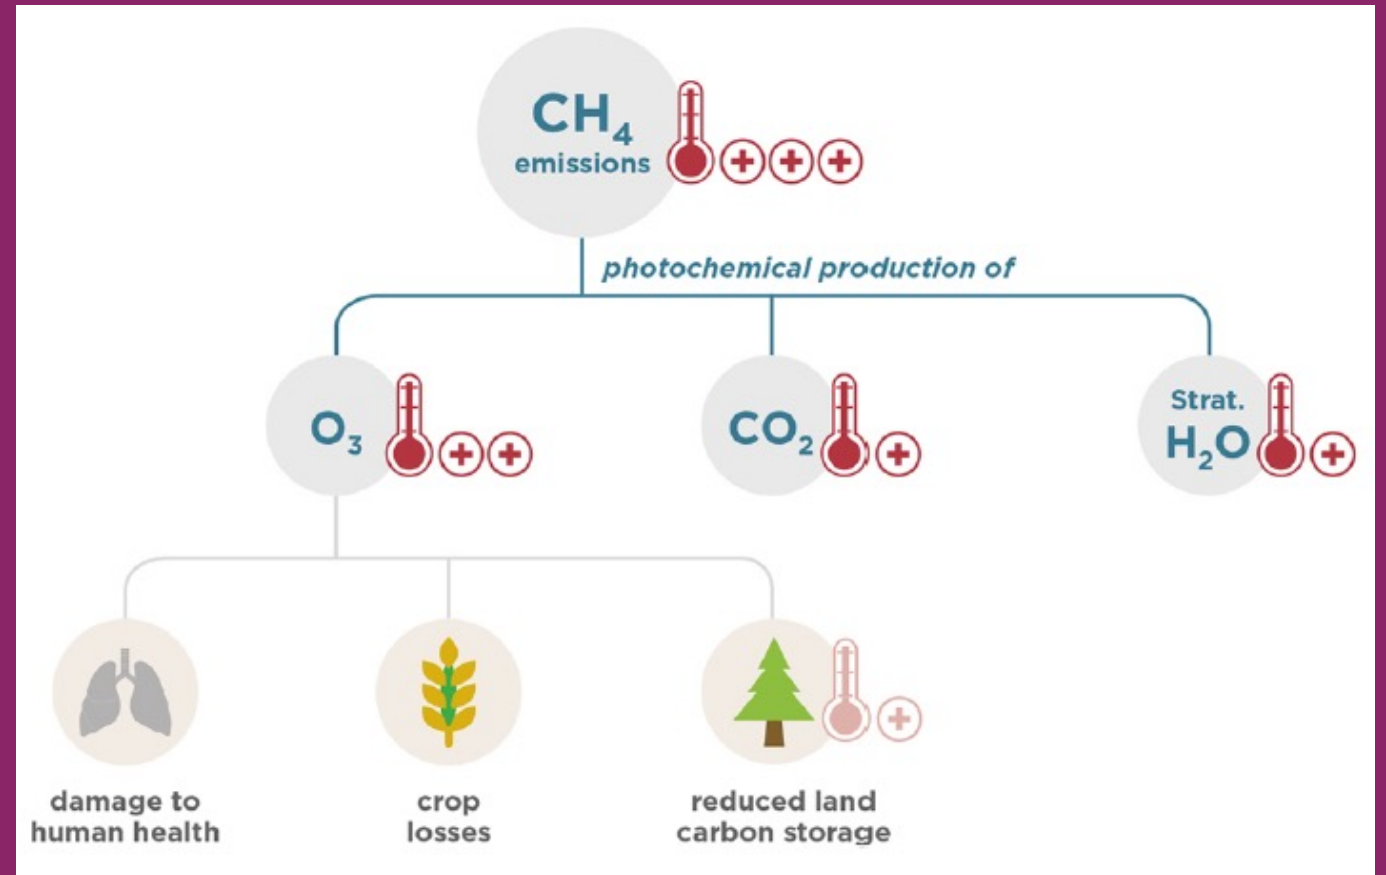 CH₄
emissions
photochemical production of
O₃
CO₂
Strat.
H₂O
damage to
human health
crop
losses
reduced land
carbon storage